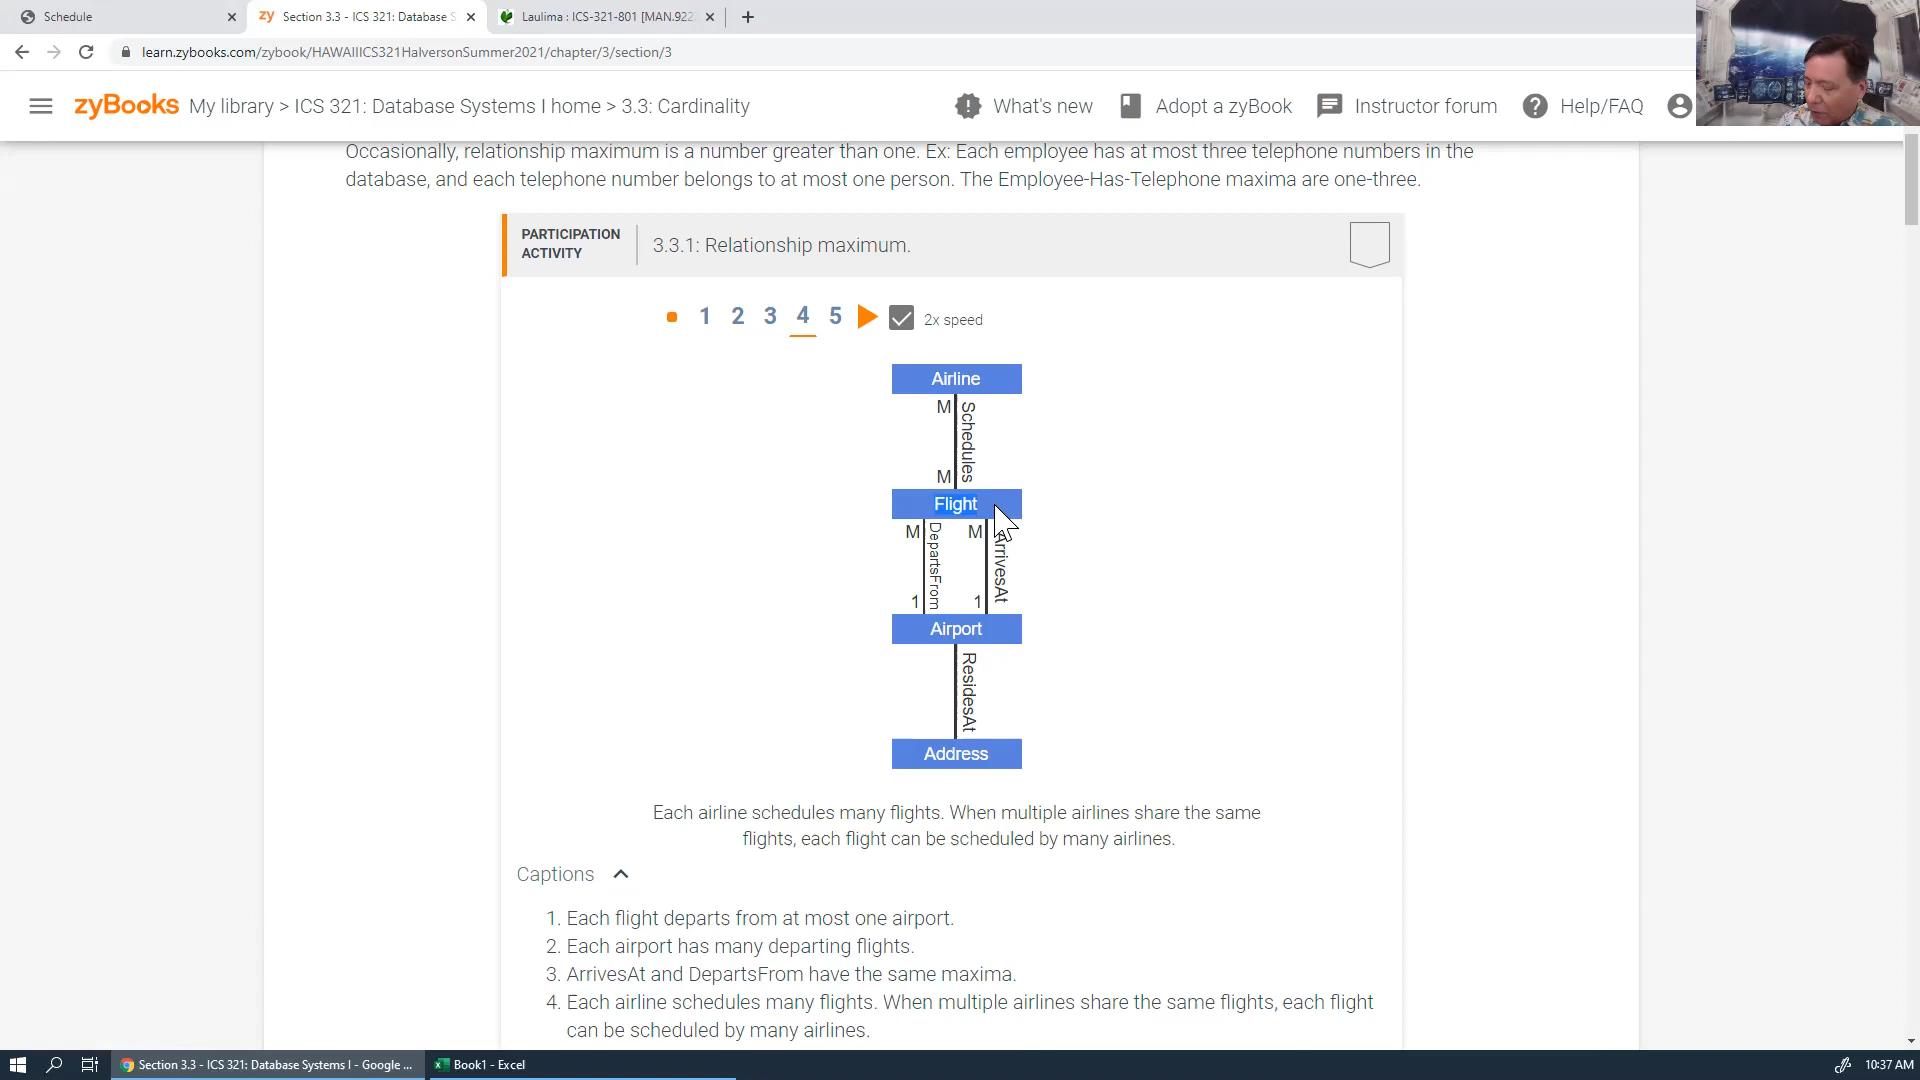 Schedule
zy Section 3.3 - ICS 321: Database S
Laulima : ICS-321-801 [MAN.922
learn.zybooks.com/zybook/HAWAIIICS321HalversonSummer2021/chapter/3/section/3
zyBooks My library > ICS 321: Database Systems I home > 3.3: Cardinality
What's new
Adopt a zyBook
Instructor forum
Help/FAQ
Occasionally, relationship maximum is a number greater than one. Ex: Each employee has at most three telephone numbers in the
database, and each telephone number belongs to at most one person. The Employee-Has-Telephone maxima are one-three.
PARTICIPATION
ACTIVITY
3.3.1: Relationship maximum.
1 2 3 4 5
2x speed
Airline
M
Schedules
M
Flight
M
DepartsFrom
M
ArrivesAt
1
1
Airport
ResidesAt
Address
Each airline schedules many flights. When multiple airlines share the same
flights, each flight can be scheduled by many airlines.
Captions
1. Each flight departs from at most one airport.
2. Each airport has many departing flights.
3. ArrivesAt and DepartsFrom have the same maxima.
4. Each airline schedules many flights. When multiple airlines share the same flights, each flight
can be scheduled by many airlines.
Section 3.3 - ICS 321: Database Systems I - Google ...
Book1 - Excel
10:37 AM